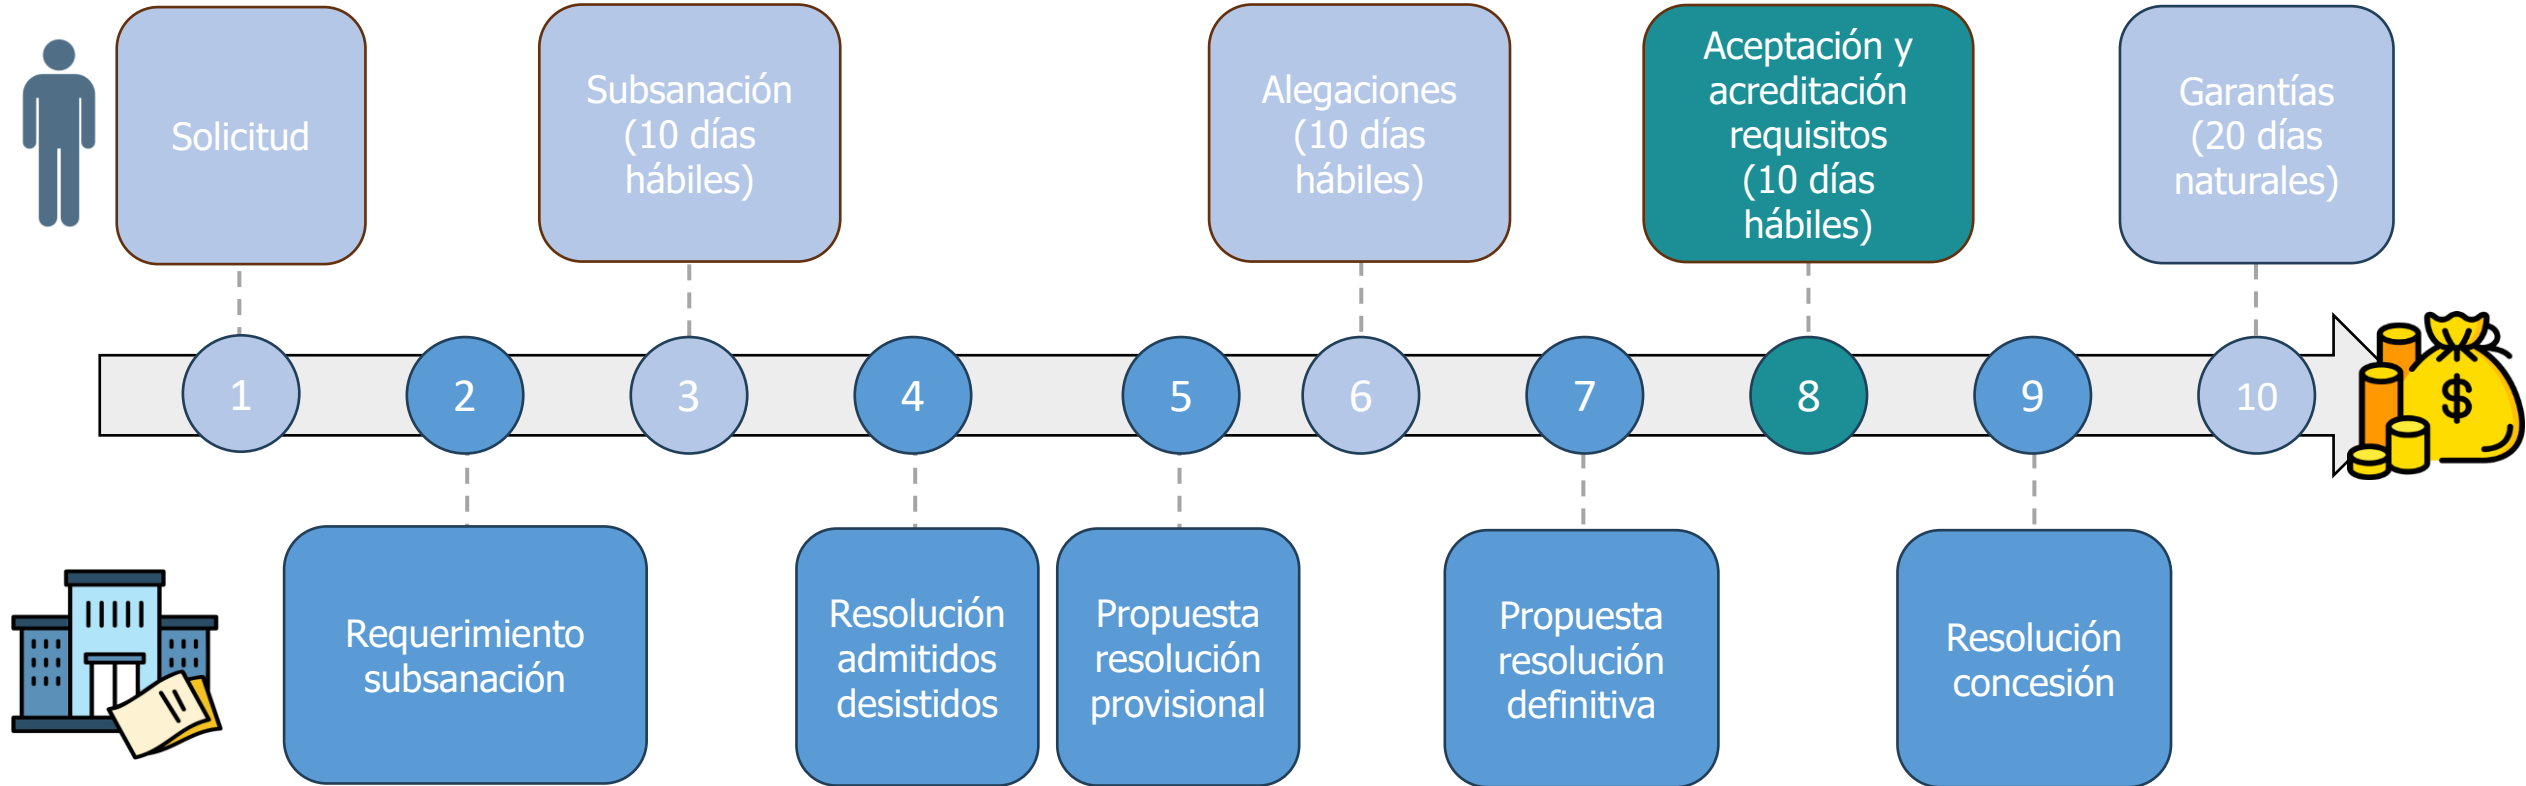 Solicitud
Subsanación
(10 días
hábiles)
Alegaciones
(10 días
hábiles)
Aceptación y
acreditación
requisitos
(10 días
hábiles)
Garantías
(20 días
naturales)
1
2
3
4
5
6
7
8
9
10
$
Requerimiento
subsanación
Resolución
admitidos
desistidos
Propuesta
resolución
provisional
Propuesta
resolución
definitiva
Resolución
concesión